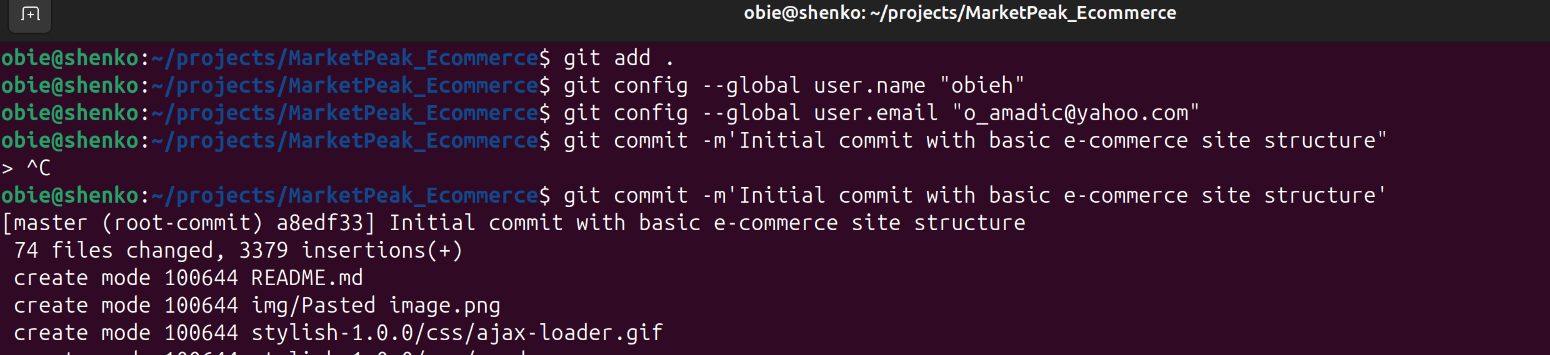 obie@shenko: ~/projects/MarketPeak_Ecommerce
obie@shenko:~/projects/MarketPeak_Ecommerce$ git add .
obie@shenko:~/projects/MarketPeak_Ecommerce$ git config --global user.name "obieh"
obie@shenko:~/projects/MarketPeak_Ecommerce$ git config --global user.email "o_amadic@yahoo.com"
obie@shenko:~/projects/MarketPeak_Ecommerce$ git commit -m'Initial commit with basic e-commerce site structure"
> ^C
obie@shenko:~/projects/MarketPeak_Ecommerce$ git commit -m'Initial commit with basic e-commerce site structure'
[master (root-commit) a8edf33] Initial commit with basic e-commerce site structure
 74 files changed, 3379 insertions(+)
 create mode 100644 README.md
 create mode 100644 img/Pasted image.png
 create mode 100644 stylish-1.0.0/css/ajax-loader.gif